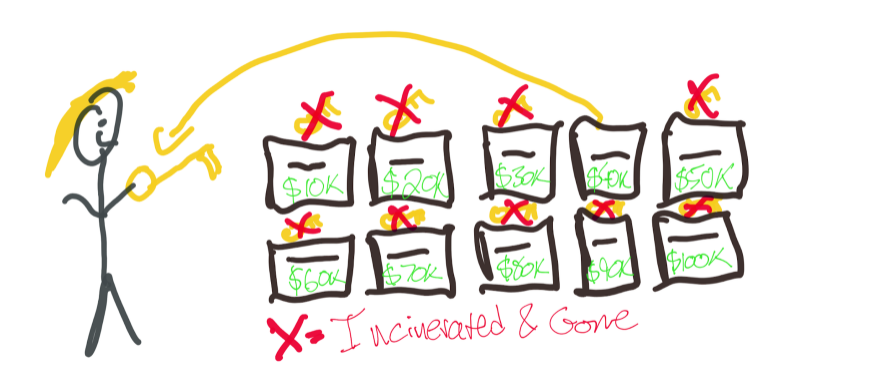 $10K $20K $30K $40K $50K
$60K $70K $80K $90K $100K
X = Incinerated & Gone